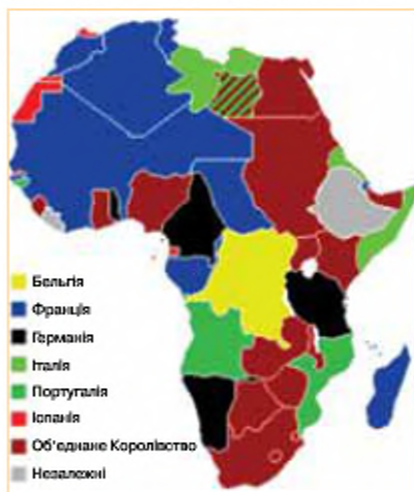 Бельгія
Франція
Германія
Італія
Португалія
Іспанія
Об'єднане Королівство
Незалежні